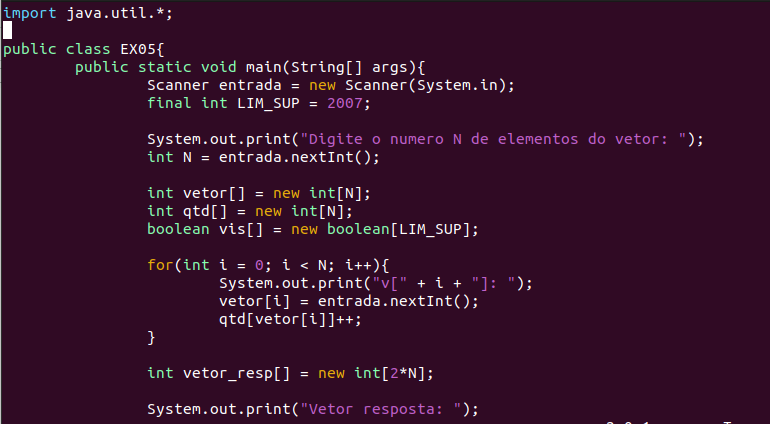 import java.util.*;
public class EX05{
public static void main(String[] args){
Scanner entrada = new Scanner(System.in);
final int LIM_SUP = 2007;
System.out.print("Digite o numero N de elementos do vetor: ");
int N = entrada.nextInt();
int vetor[] = new int[N];
int qtd[] = new int[N];
boolean vis[] = new boolean[LIM_SUP];
for(int i = 0; i < N; i++){
System.out.print("v[" + i + "]: ");
vetor[i] = entrada.nextInt();
qtd[vetor[i]]++;
}
int vetor_resp[] = new int[2*N];
System.out.print("Vetor resposta: ");